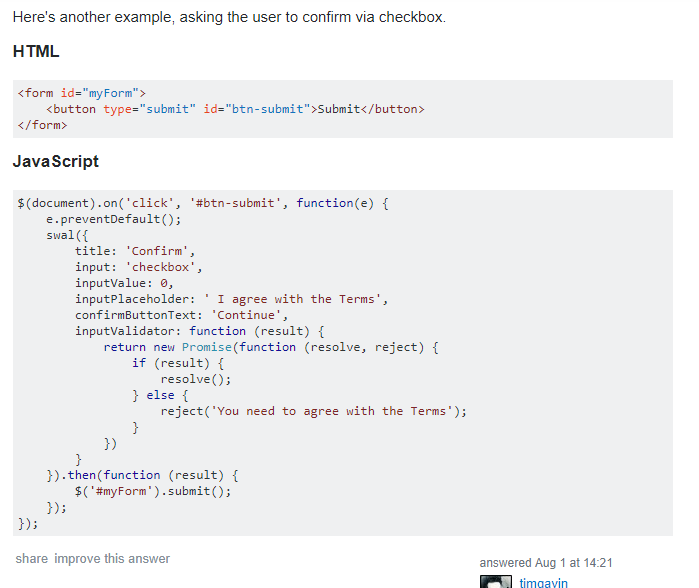 Here's another example, asking the user to confirm via checkbox.
HTML
<form id="myForm">
    <button type="submit" id="btn-submit">Submit</button>
</form>
JavaScript
$(document).on('click', '#btn-submit', function(e) {
    e.preventDefault();
    swal({
        title: 'Confirm',
        input: 'checkbox',
        inputValue: 0,
        inputPlaceholder: ' I agree with the Terms',
        confirmButtonText: 'Continue',
        inputValidator: function (result) {
            return new Promise(function (resolve, reject) {
                if (result) {
                    resolve();
                } else {
                    reject('You need to agree with the Terms');
                }
            })
        }
    }).then(function (result) {
        $('#myForm').submit();
    });
});
share improve this answer
answered Aug 1 at 14:21
timgavin